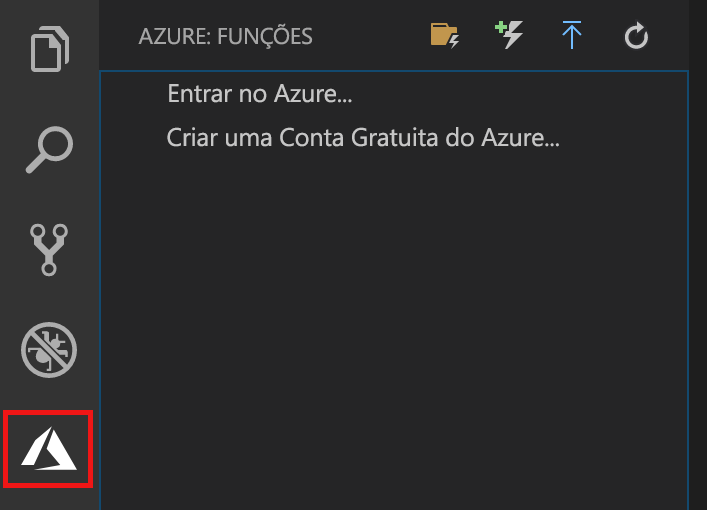 AZURE: FUNÇÕES
Entrar no Azure...
Criar uma Conta Gratuita do Azure...